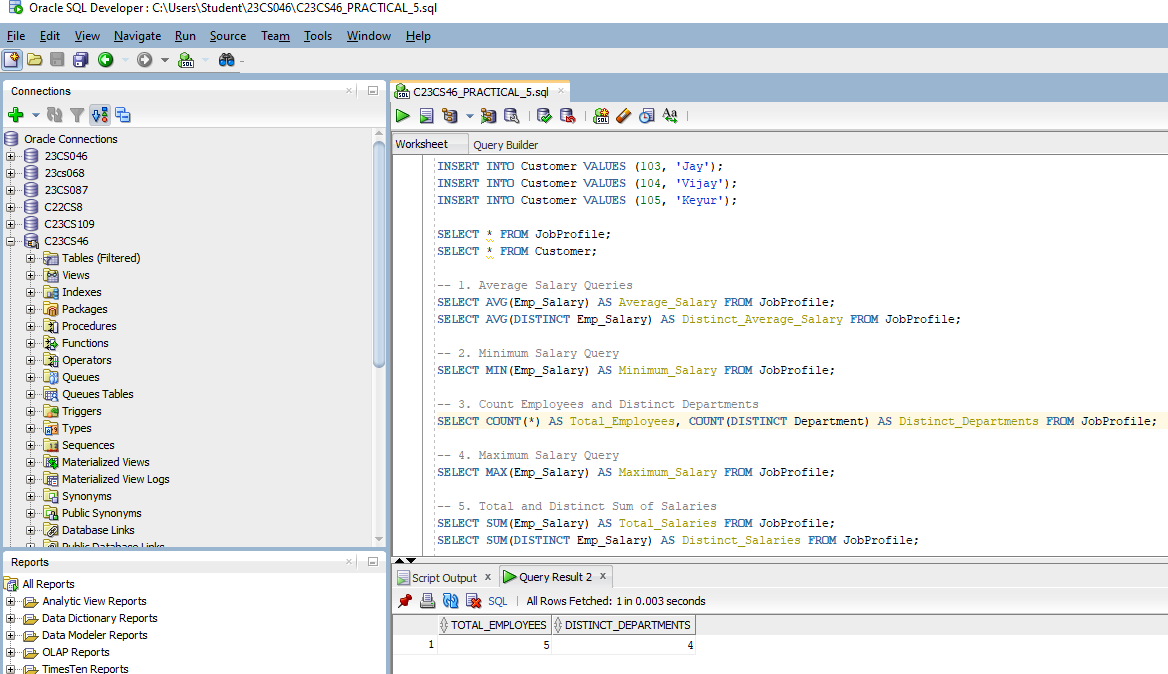 Oracle SQL Developer : C:\Users\Student\23CS046\C23CS46_PRACTICAL_5.sql
File Edit View Navigate Run Source Team Tools Window Help
Connections
Oracle Connections
23CS046
23cs068
23CS087
C22CS8
C23CS109
C23CS46
Tables (Filtered)
Views
Indexes
Packages
Procedures
Functions
Operators
Queues
Queues Tables
Triggers
Types
Sequences
Materialized Views
Materialized View Logs
Synonyms
Public Synonyms
Database Links
Public Database Links
Reports
All Reports
Analytic View Reports
Data Dictionary Reports
Data Modeler Reports
OLAP Reports
TimesTen Reports
C23CS46_PRACTICAL_5.sql
Worksheet Query Builder
INSERT INTO Customer VALUES (103, 'Jay');
INSERT INTO Customer VALUES (104, 'Vijay');
INSERT INTO Customer VALUES (105, 'Keyur');
SELECT * FROM JobProfile;
SELECT * FROM Customer;
-- 1. Average Salary Queries
SELECT AVG(Emp_Salary) AS Average_Salary FROM JobProfile;
SELECT AVG(DISTINCT Emp_Salary) AS Distinct_Average_Salary FROM JobProfile;
-- 2. Minimum Salary Query
SELECT MIN(Emp_Salary) AS Minimum_Salary FROM JobProfile;
-- 3. Count Employees and Distinct Departments
SELECT COUNT(*) AS Total_Employees, COUNT(DISTINCT Department) AS Distinct_Departments FROM JobProfile;
-- 4. Maximum Salary Query
SELECT MAX(Emp_Salary) AS Maximum_Salary FROM JobProfile;
-- 5. Total and Distinct Sum of Salaries
SELECT SUM(Emp_Salary) AS Total_Salaries FROM JobProfile;
SELECT SUM(DISTINCT Emp_Salary) AS Distinct_Salaries FROM JobProfile;
Script Output Query Result 2
SQL All Rows Fetched: 1 in 0.003 seconds
TOTAL_EMPLOYEES DISTINCT_DEPARTMENTS
1 5 4